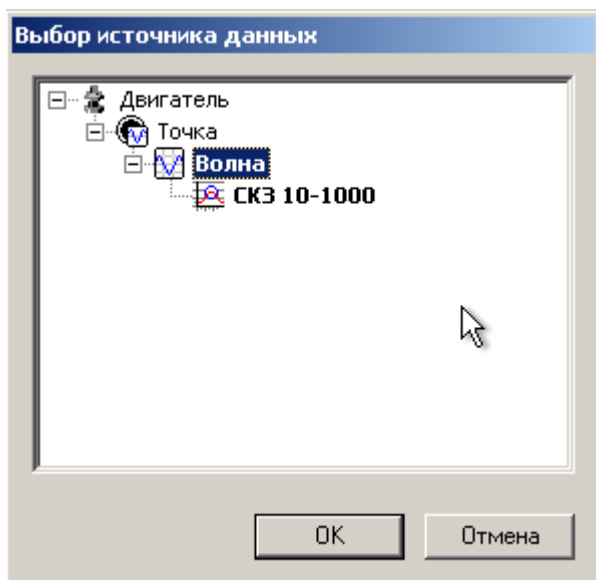 Выбор источника данных
Двигатель
Точка
Волна
СКЗ 10-1000
OK
Отмена